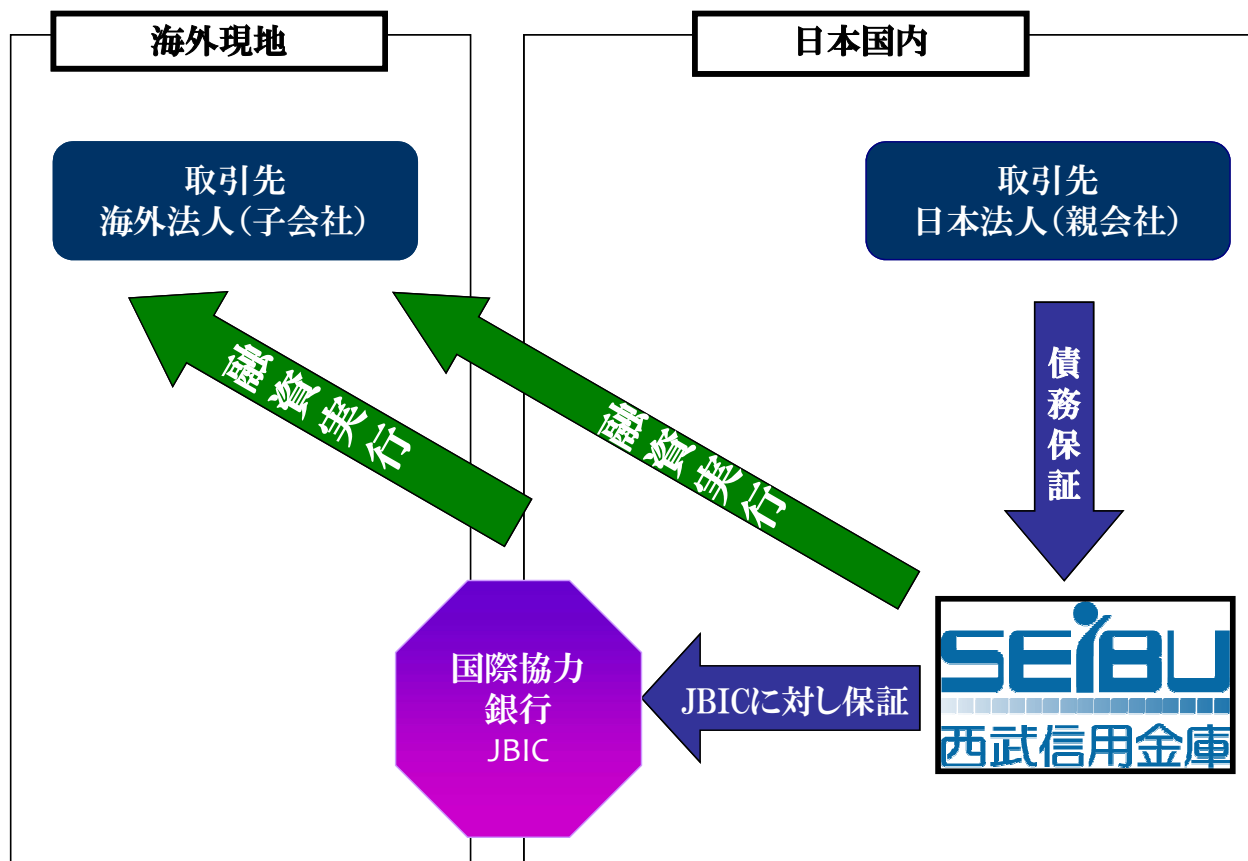 海外現地
日本国内
取引先
海外法人(子会社)
取引先
日本法人(親会社)
融資実行
融資実行
債務保証
国際協力
銀行
JBIC
JBICに対し保証
SEIBU
西武信用金庫